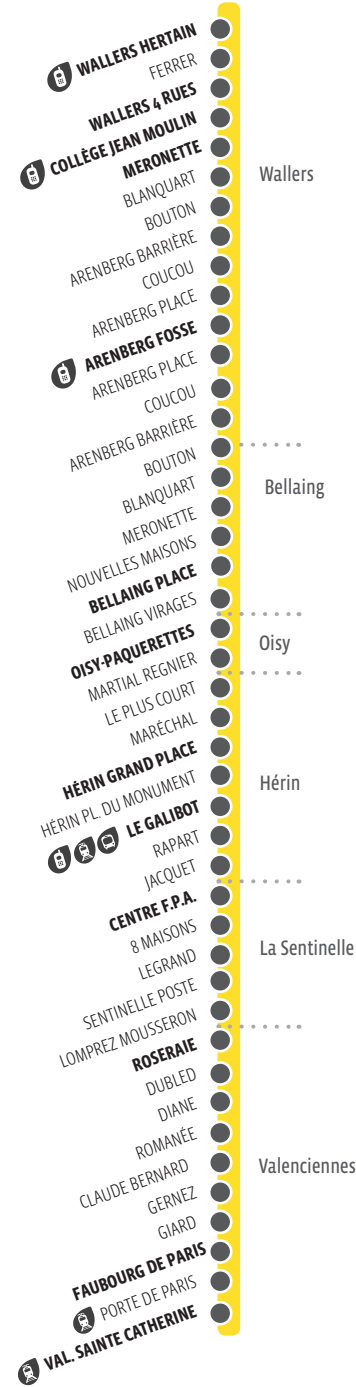 WALLERS HERTAIN
FERRER
WALLERS 4 RUES
COLLÈGE JEAN MOULIN
MERONETTE
BLANQUART
BOUTON
ARENBERG BARRIÈRE
COUCOU
ARENBERG PLACE
ARENBERG FOSSE
ARENBERG PLACE
COUCOU
ARENBERG BARRIÈRE
BOUTON
BLANQUART
MERONETTE
NOUVELLES MAISONS
BELLAING PLACE
BELLAING VIRAGES
OISY-PAQUERETTES
MARTIAL REGNIER
LE PLUS COURT
MARÉCHAL
HÉRIN GRAND PLACE
HÉRIN PL. DU MONUMENT
LE GALIBOT
RAPART
JACQUET
CENTRE F.P.A.
8 MAISONS
LEGRAND
SENTINELLE POSTE
LOMPREZ MOUSSERON
ROSERAIE
DUBLED
DIANE
ROMANÉE
CLAUDE BERNARD
GERNEZ
GIARD
FAUBOURG DE PARIS
PORTE DE PARIS
VAL. SAINTE CATHERINE
Wallers
Bellaing
Oisy
Hérin
La Sentinelle
Valenciennes